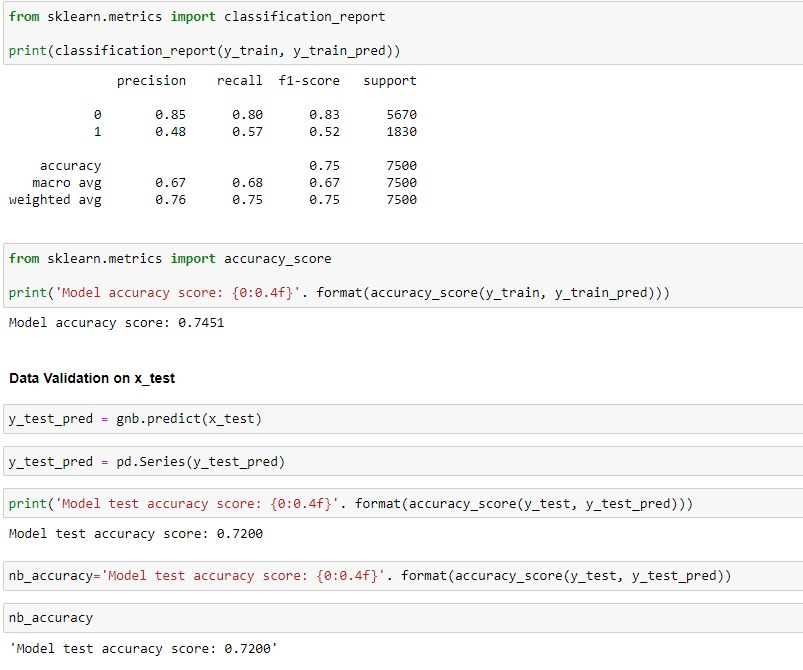 from sklearn.metrics import classification_report
print(classification_report(y_train, y_train_pred))
precision recall f1-score support
0 0.85 0.80 0.83 5670
1 0.48 0.57 0.52 1830
accuracy 0.75 7500
macro avg 0.67 0.68 0.67 7500
weighted avg 0.76 0.75 0.75 7500
from sklearn.metrics import accuracy_score
print('Model accuracy score: {0:0.4f}'. format(accuracy_score(y_train, y_train_pred)))
Model accuracy score: 0.7451
Data Validation on x_test
y_test_pred = gnb.predict(x_test)
y_test_pred = pd.Series(y_test_pred)
print('Model test accuracy score: {0:0.4f}'. format(accuracy_score(y_test, y_test_pred)))
Model test accuracy score: 0.7200
nb_accuracy='Model test accuracy score: {0:0.4f}'. format(accuracy_score(y_test, y_test_pred))
nb_accuracy
'Model test accuracy score: 0.7200'